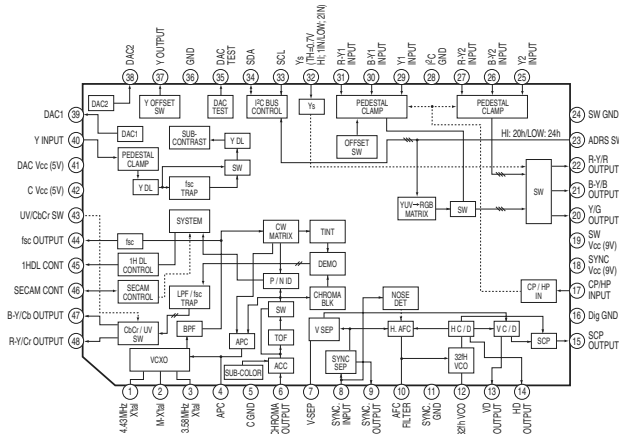 DAC2
Y OUTPUT
GND
DAC
TEST
SDA
SCL
Ys
(TH=0.7V
HI; 1IN/LOW; 2IN)
R-Y1
INPUT
B-Y1
INPUT
Y1
INPUT
I²C
GND
R-Y2
INPUT
B-Y2
INPUT
Y2
INPUT
38
37
36
35
34
33
32
31
30
29
28
27
26
25
DAC1
39
Y INPUT
40
DAC Vcc (5V)
41
C Vcc (5V)
42
UV/CbCr SW
43
fsc OUTPUT
44
1HDL CONT
45
SECAM CONT
46
B-Y/Cb OUTPUT
47
R-Y/Cr OUTPUT
48
DAC2
Y OFFSET
SW
DAC
TEST
I²C BUS
CONTROL
Ys
PEDESTAL
CLAMP
PEDESTAL
CLAMP
DAC1
SUB-
CONTRAST
Y DL
OFFSET
SW
HI: 20h/LOW: 24h
PEDESTAL
CLAMP
SW
Y DL
fsc
TRAP
YUV→RGB
MATRIX
SW
SW
SYSTEM
CW
MATRIX
TINT
fsc
1H DL
CONTROL
DEMO
P / N ID
SECAM
CONTROL
LPF / fsc
TRAP
CHROMA
BLK
NOSE
DET
CP / HP
IN
CbCr / UV
SW
BPF
APC
SW
TOF
V SEP
H. AFC
H C / D
V C / D
SCP
VCXO
SUB-COLOR
ACC
SYNC
SEP
32fH
VCO
24
SW GND
23
ADRS SW
22
R-Y/R
OUTPUT
21
B-Y/B
OUTPUT
20
Y/G
OUTPUT
19
SW
Vcc (9V)
18
SYNC
Vcc (9V)
17
CP/HP
INPUT
16
Dig GND
15
SCP
OUTPUT
1
2
3
4
5
6
7
8
9
10
11
12
13
14
4.43MHz
Xtal
M-Xtal
3.58MHz
Xtal
APC
C GND
CHROMA
OUTPUT
V-SEP
SYNC.
INPUT
SYNC.
OUTPUT
AFC
FILTER
SYNC.
GND
32fh VCO
VD
OUTPUT
HD
OUTPUT